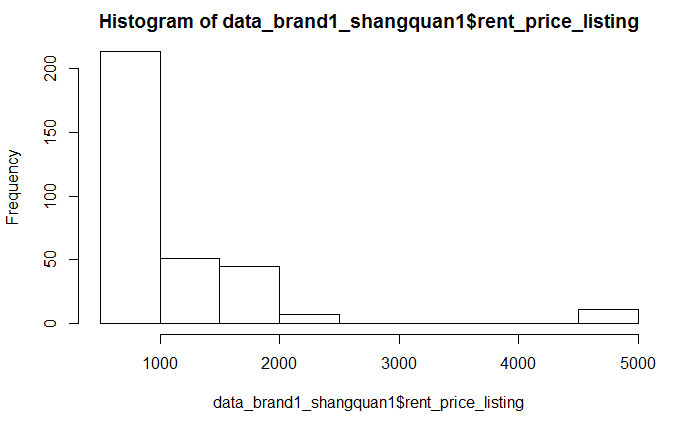 Histogram of data_brand1_shangquan1$rent_price_listing
Frequency
200
150
100
50
0
1000 2000 3000 4000 5000
data_brand1_shangquan1$rent_price_listing